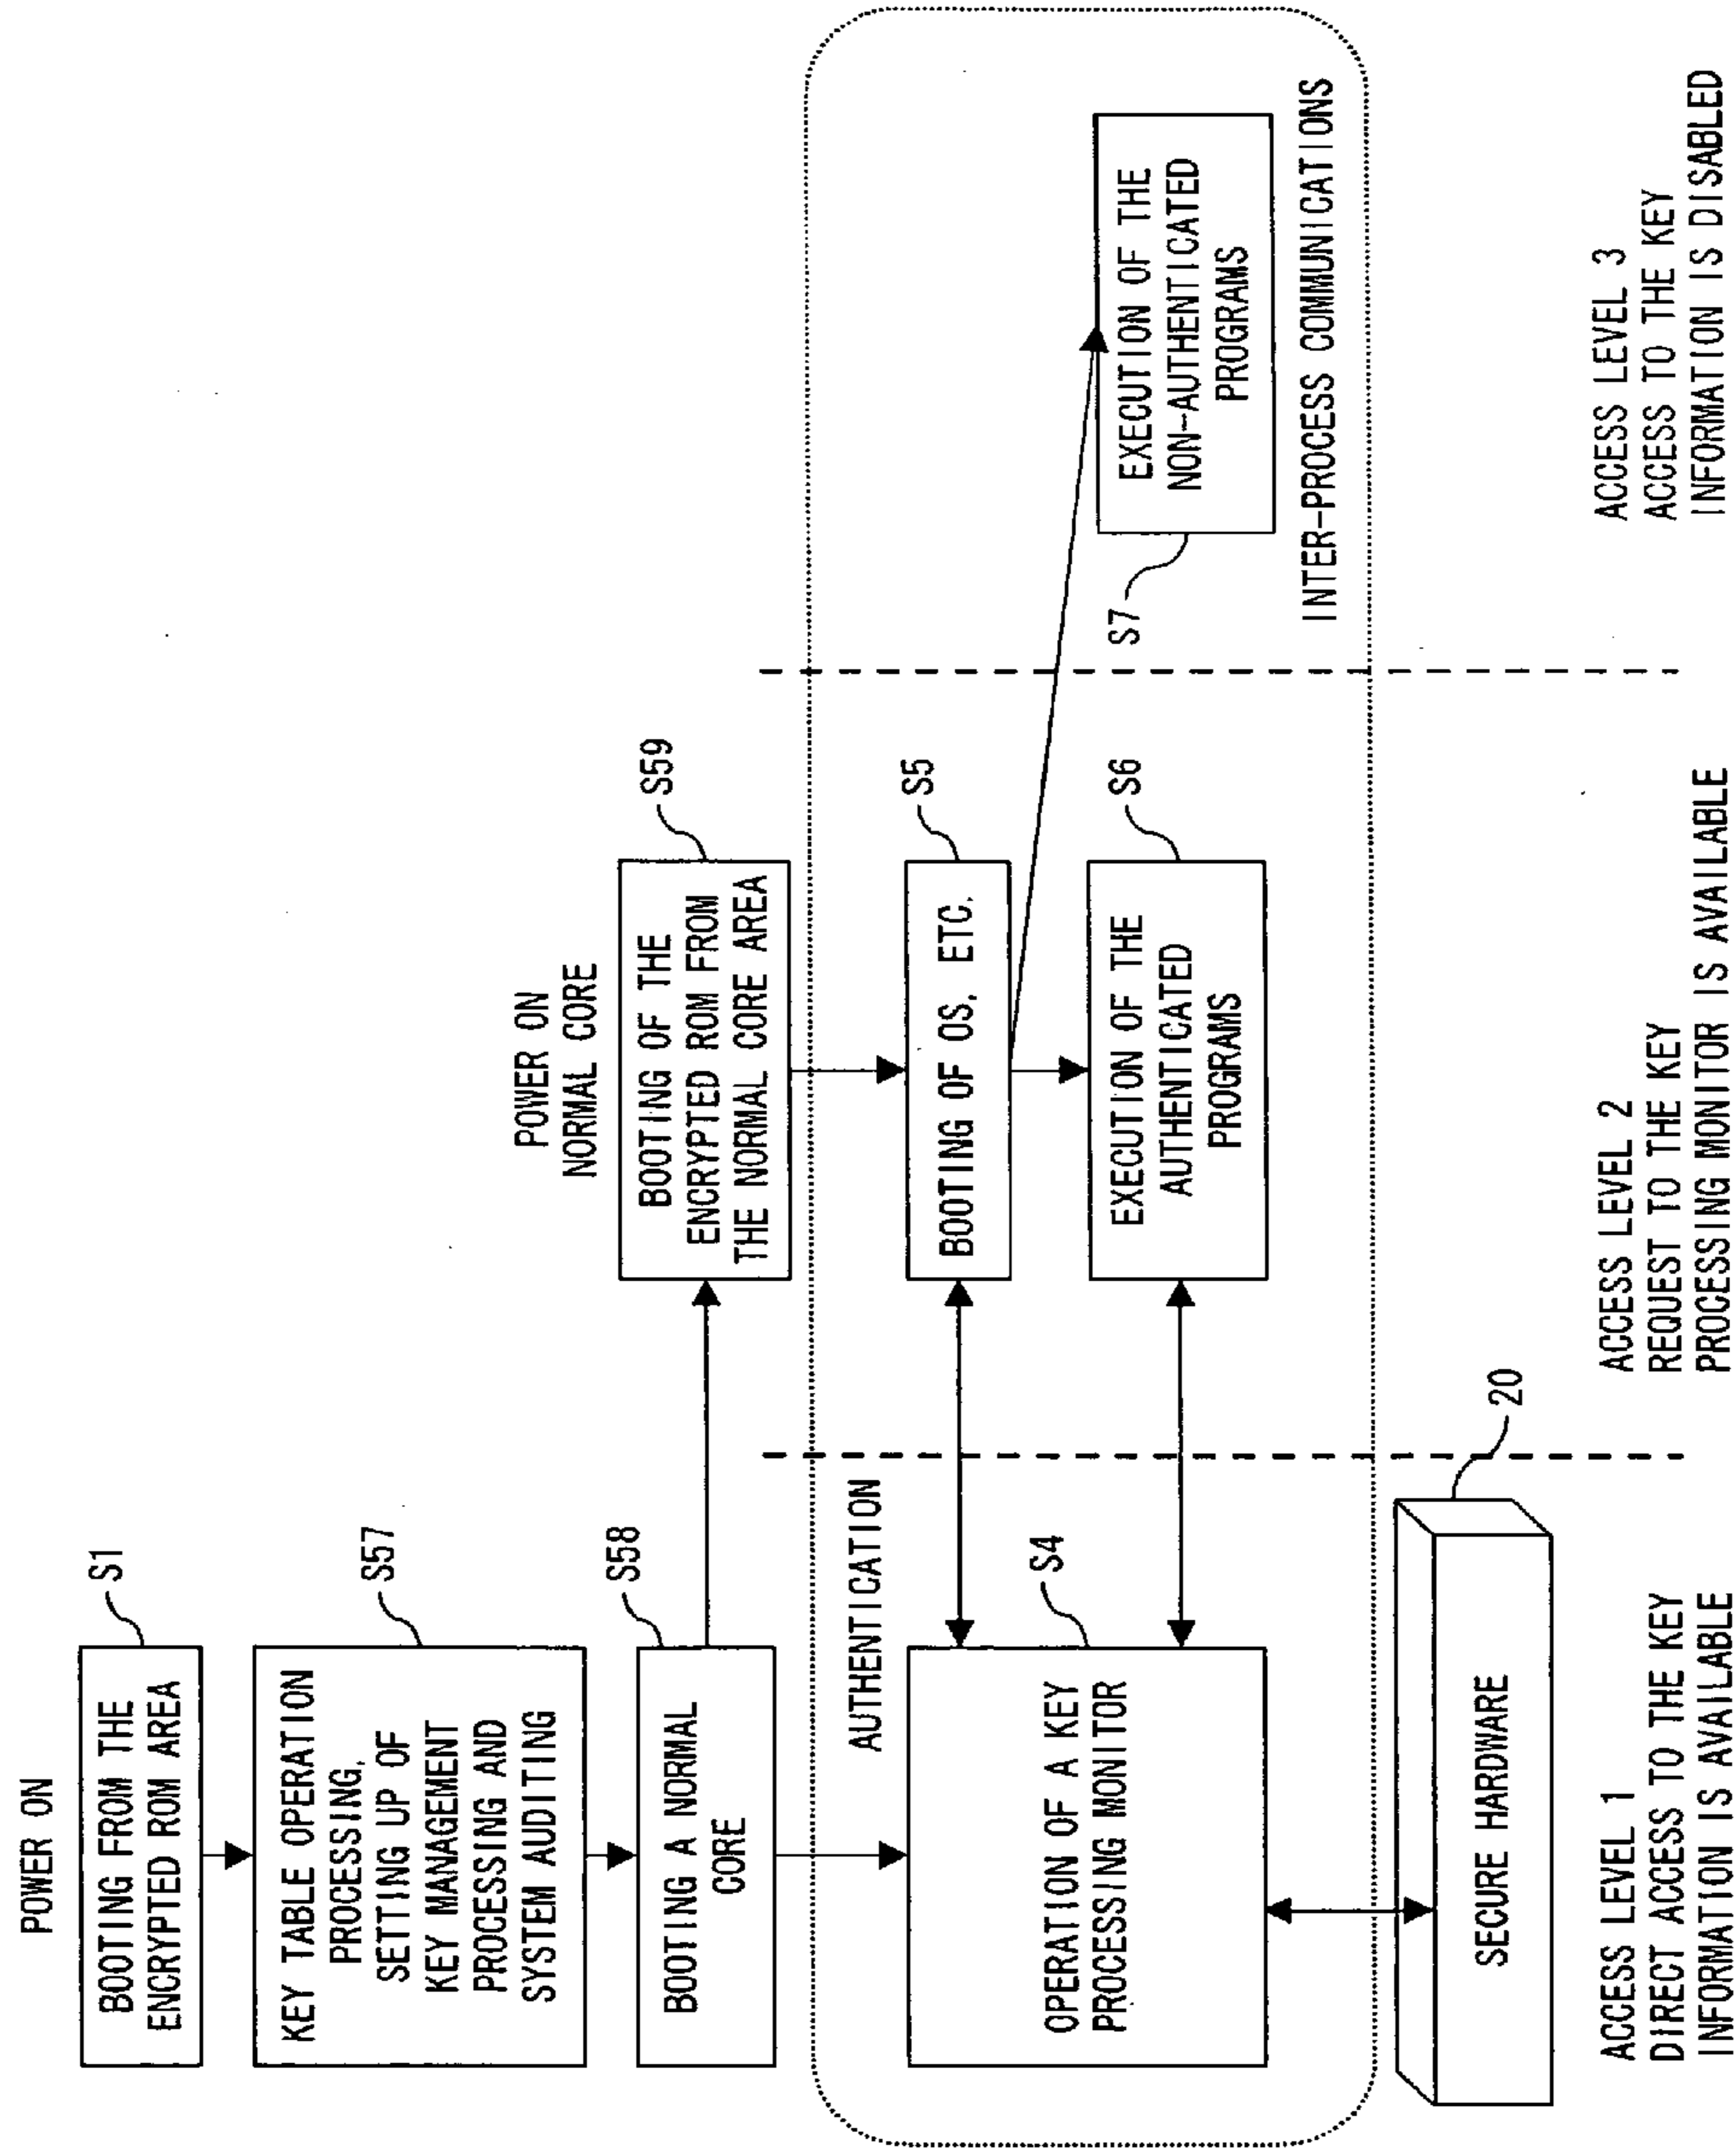 POWER ON
BOOTING FROM THE
ENCRYPTED ROM AREA
S1
KEY TABLE OPERATION
PROCESSING,
SETTING UP OF
KEY MANAGEMENT
PROCESSING AND
SYSTEM AUDITING
S57
BOOTING A NORMAL
CORE
S58
POWER ON
NORMAL CORE
BOOTING OF THE
ENCRYPTED ROM FROM
THE NORMAL CORE AREA
S59
AUTHENTICATION
OPERATION OF A KEY
PROCESSING MONITOR
S4
BOOTING OF OS, ETC.
S5
EXECUTION OF THE
AUTHENTICATED
PROGRAMS
S6
EXECUTION OF THE
NON-AUTHENTICATED
PROGRAMS
S7
INTER-PROCESS COMMUNICATIONS
SECURE HARDWARE
20
ACCESS LEVEL 1
DIRECT ACCESS TO THE KEY
INFORMATION IS AVAILABLE
ACCESS LEVEL 2
REQUEST TO THE KEY
PROCESSING MONITOR IS AVAILABLE
ACCESS LEVEL 3
ACCESS TO THE KEY
INFORMATION IS DISABLED